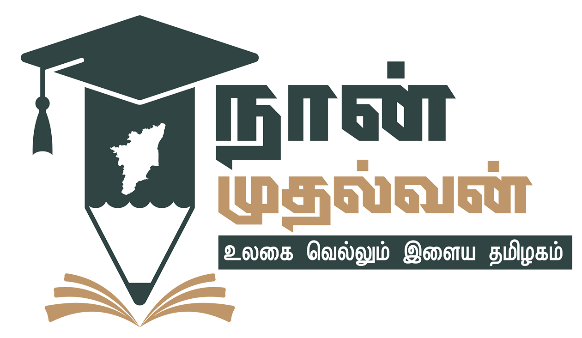 நான்
முதல்வன்
உலகை வெல்லும் இளைய தமிழகம்